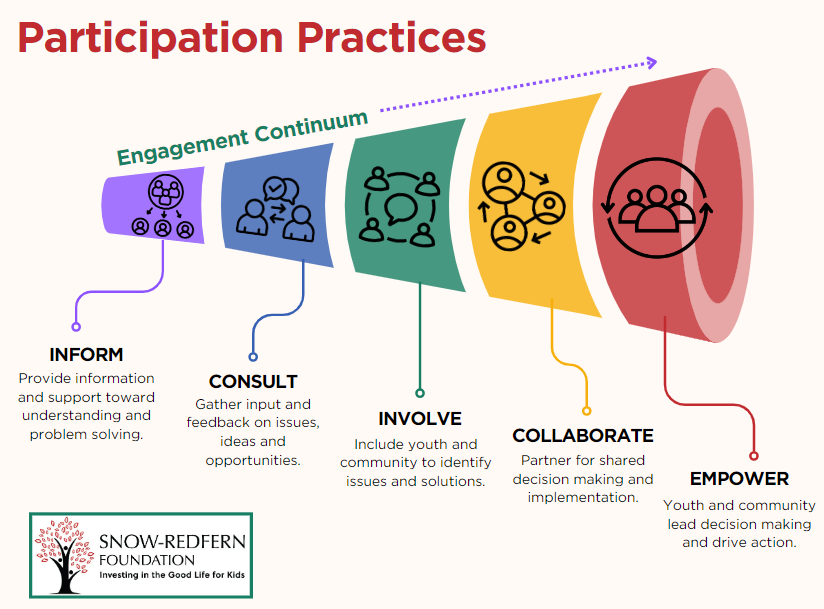 Participation Practices
Engagement Continuum
INFORM
Provide information
and support toward
understanding and
problem solving.
CONSULT
Gather input and
feedback on issues,
ideas and
opportunities.
INVOLVE
Include youth and
community to identify
issues and solutions.
COLLABORATE
Partner for shared
decision making and
implementation.
EMPOWER
Youth and community
lead decision making
and drive action.
SNOW-REDFERN
FOUNDATION
Investing in the Good Life for Kids